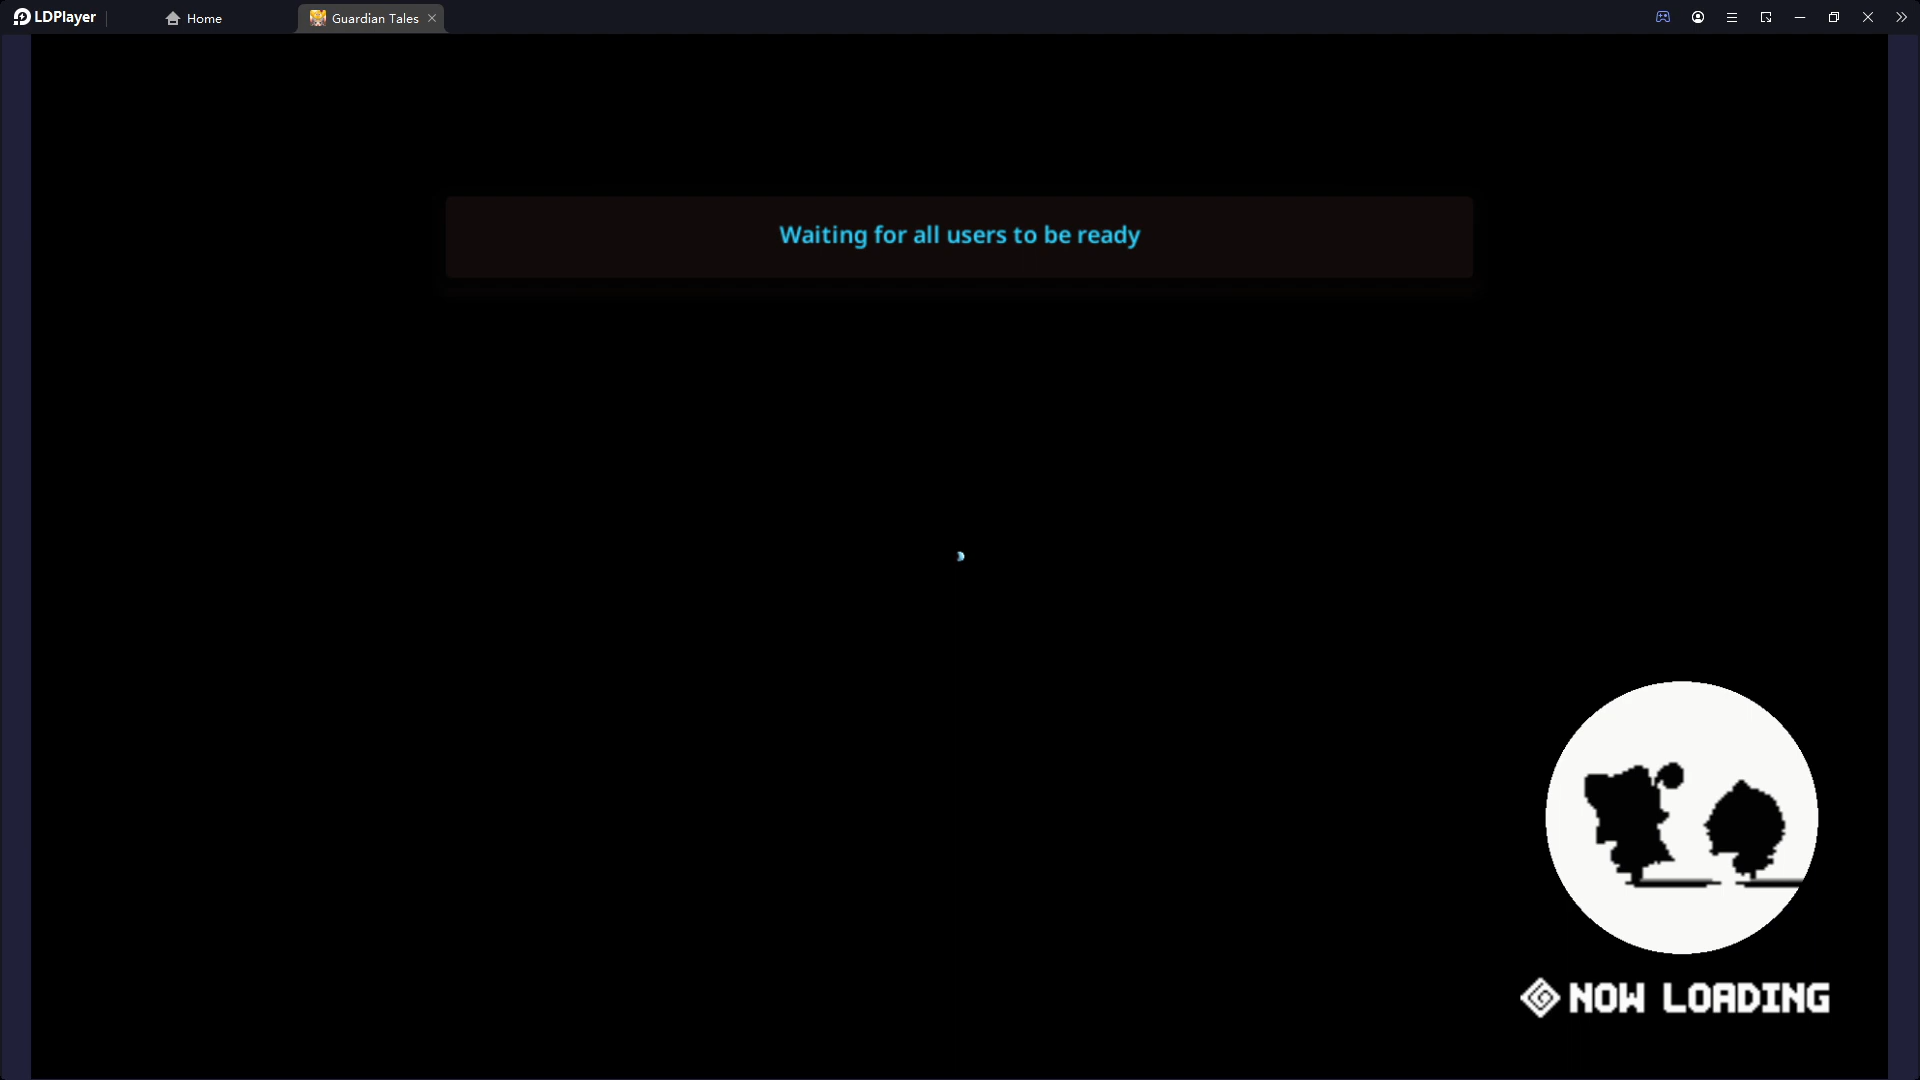 LDPlayer
Home
Guardian Tales
Waiting for all users to be ready
NOW LOADING